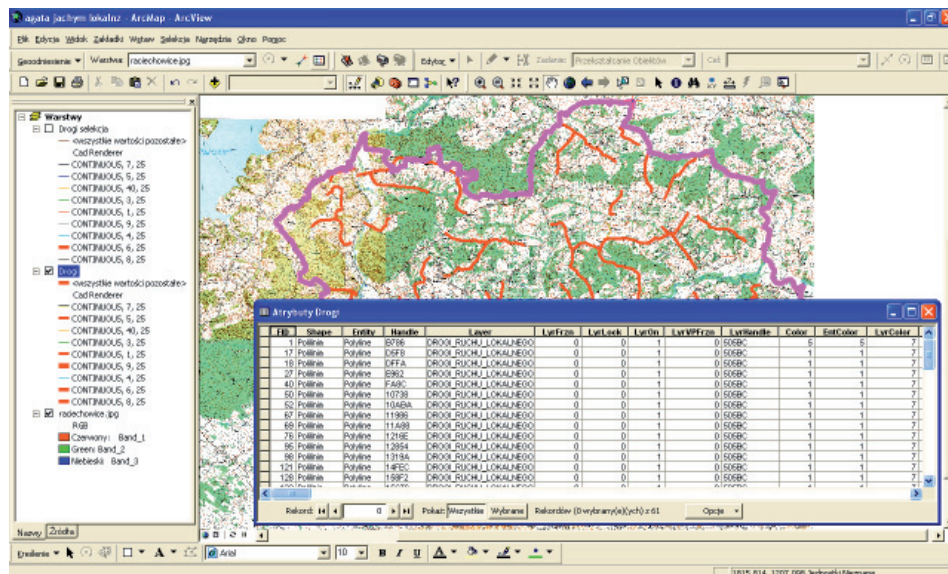 agata jachym lokalnz - ArcMap - ArcView
Plik Edycja Widok Zakładki Wstaw Selekcja Narzędzia Okno Pomoc
Warstwa: raciechowice.jpg Edytor Zadanie: Przekształcanie Obiektów Cel:
Warstwy
Drogi selekcja
<wszystkie wartości pozostałe>
Cad Renderer
CONTINUOUS, 7, 25
CONTINUOUS, 5, 25
CONTINUOUS, 40, 25
CONTINUOUS, 3, 25
CONTINUOUS, 1, 25
CONTINUOUS, 9, 25
CONTINUOUS, 4, 25
CONTINUOUS, 6, 25
CONTINUOUS, 8, 25
Drogi
<wszystkie wartości pozostałe>
Cad Renderer
CONTINUOUS, 7, 25
CONTINUOUS, 5, 25
CONTINUOUS, 40, 25
CONTINUOUS, 3, 25
CONTINUOUS, 1, 25
CONTINUOUS, 9, 25
CONTINUOUS, 4, 25
CONTINUOUS, 6, 25
CONTINUOUS, 8, 25
raciechowice.jpg
RGB
Czerwony: Band_1
Green: Band_2
Niebieski: Band_3
Nazwy Źródła
Atrybuty Drogi
FID Shape Entity Handle Layer LyrFrzn LyrLock LyrOn LyrVPFrzn LyrHandle Color EntColor LyrColor
1 Polilinia Polyline B786 DROGI_RUCHU_LOKALNEGO 0 0 1 0 505BC 5 5 7
17 Polilinia Polyline D5FB DROGI_RUCHU_LOKALNEGO 0 0 1 0 505BC 1 1 7
18 Polilinia Polyline DFFA DROGI_RUCHU_LOKALNEGO 0 0 1 0 505BC 1 1 7
27 Polilinia Polyline E982 DROGI_RUCHU_LOKALNEGO 0 0 1 0 505BC 1 1 7
40 Polilinia Polyline FA8C DROGI_RUCHU_LOKALNEGO 0 0 1 0 505BC 1 1 7
50 Polilinia Polyline 10738 DROGI_RUCHU_LOKALNEGO 0 0 1 0 505BC 1 1 7
52 Polilinia Polyline 10ABA DROGI_RUCHU_LOKALNEGO 0 0 1 0 505BC 1 1 7
67 Polilinia Polyline 11986 DROGI_RUCHU_LOKALNEGO 0 0 1 0 505BC 1 1 7
69 Polilinia Polyline 11A88 DROGI_RUCHU_LOKALNEGO 0 0 1 0 505BC 1 1 7
76 Polilinia Polyline 1216E DROGI_RUCHU_LOKALNEGO 0 0 1 0 505BC 1 1 7
95 Polilinia Polyline 12854 DROGI_RUCHU_LOKALNEGO 0 0 1 0 505BC 1 1 7
98 Polilinia Polyline 1319A DROGI_RUCHU_LOKALNEGO 0 0 1 0 505BC 1 1 7
121 Polilinia Polyline 14FEC DROGI_RUCHU_LOKALNEGO 0 0 1 0 505BC 1 1 7
128 Polilinia Polyline 159F2 DROGI_RUCHU_LOKALNEGO 0 0 1 0 505BC 1 1 7
Rekord: 0 Pokaż: Wszystkie Wybrane Rekordów (0 wybrany(a)(ych) z 61 Opcje
Arial 10 B I U A